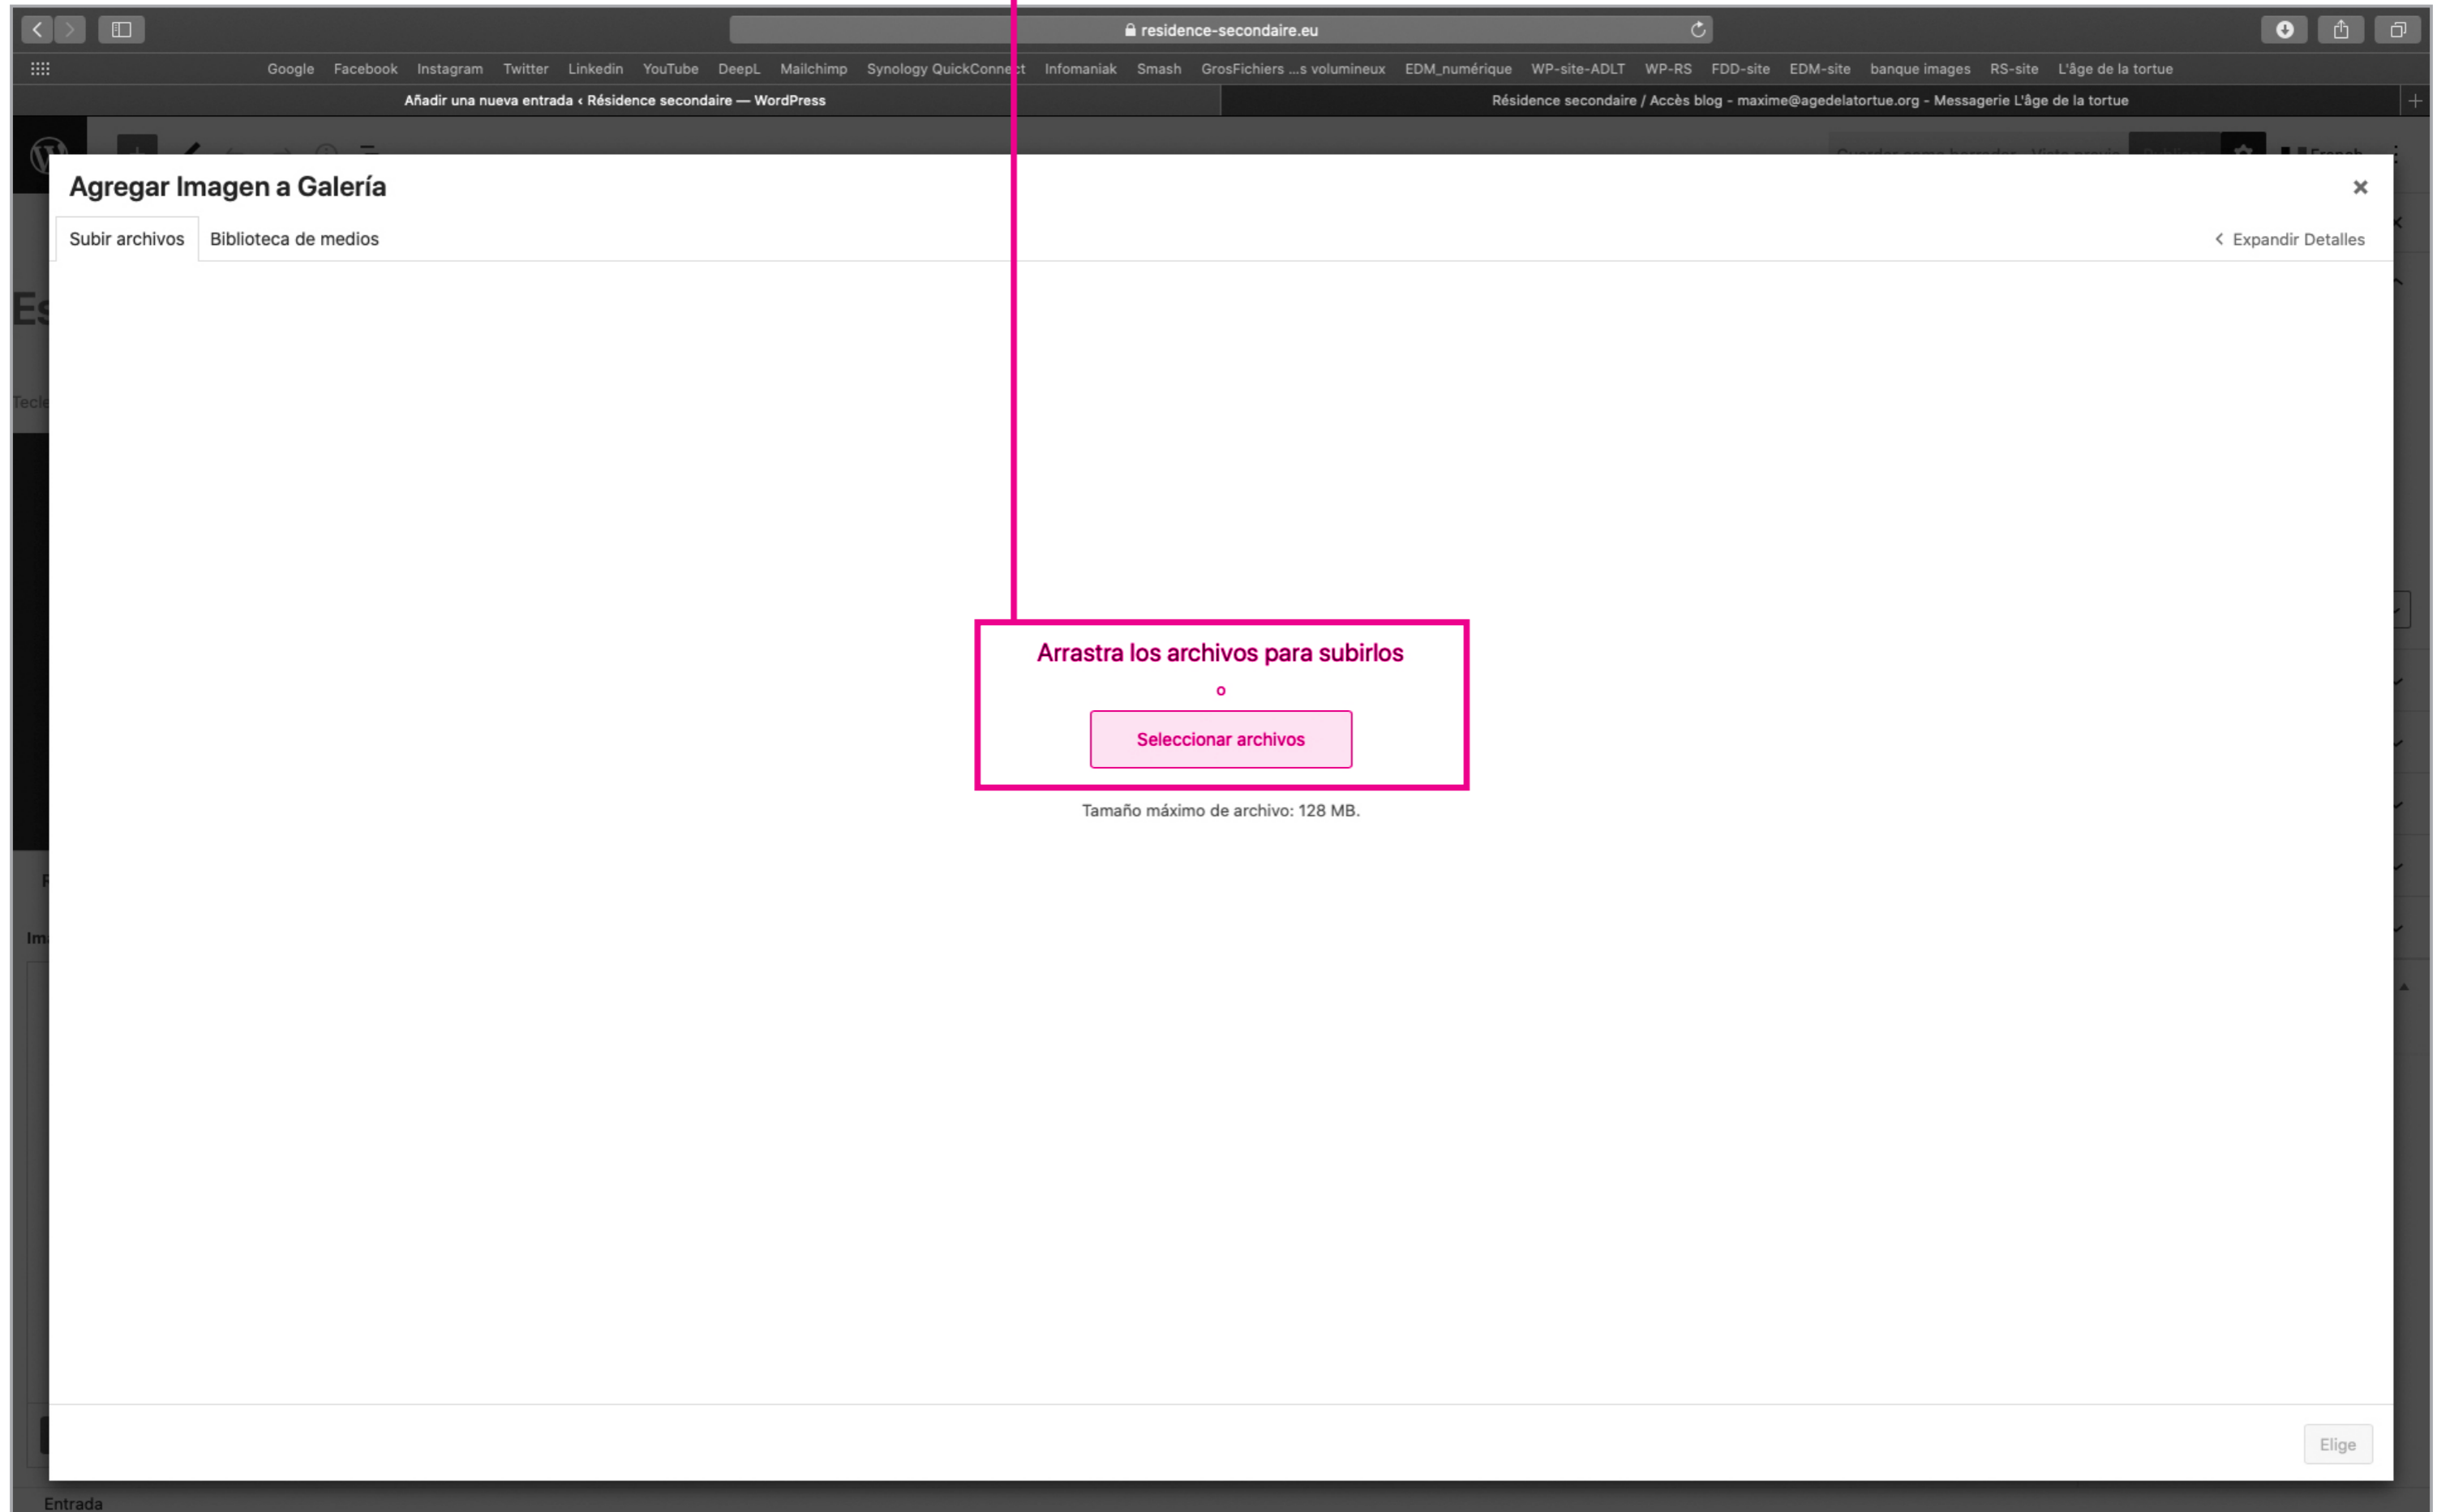 residence-secondaire.eu
Google Facebook Instagram Twitter Linkedin YouTube DeepL Mailchimp Synology QuickConnect Infomaniak Smash GrosFichiers ...s volumineux EDM_numérique WP-site-ADLT WP-RS FDD-site EDM-site banque images RS-site L'âge de la tortue
Añadir una nueva entrada ‹ Résidence secondaire — WordPress
Résidence secondaire / Accès blog - maxime@agedelatortue.org - Messagerie L'âge de la tortue
Agregar Imagen a Galería
Subir archivos Biblioteca de medios
Expandir Detalles
Es
Tecle
Arrastra los archivos para subirlos
o
Seleccionar archivos
Tamaño máximo de archivo: 128 MB.
Elige
Entrada